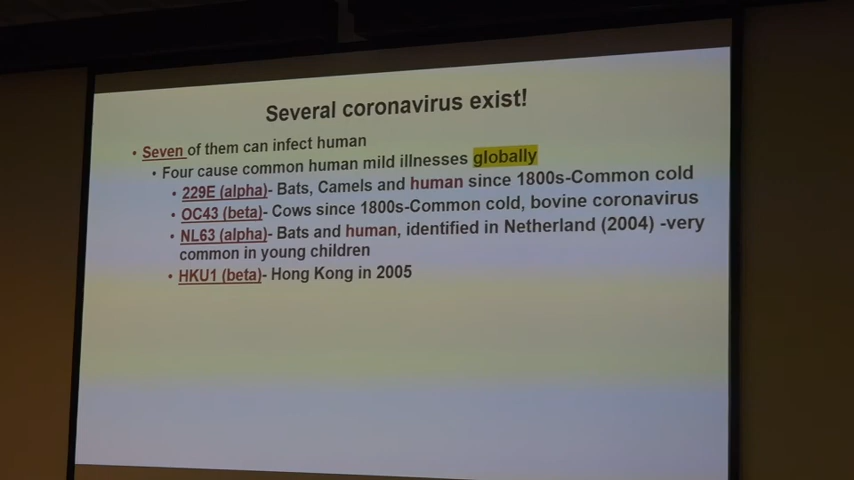 Several coronavirus exist!
• Seven of them can infect human
• Four cause common human mild illnesses globally
• 229E (alpha)- Bats, Camels and human since 1800s-Common cold
• OC43 (beta)- Cows since 1800s-Common cold, bovine coronavirus
• NL63 (alpha)- Bats and human, identified in Netherland (2004) -very
common in young children
• HKU1 (beta)- Hong Kong in 2005